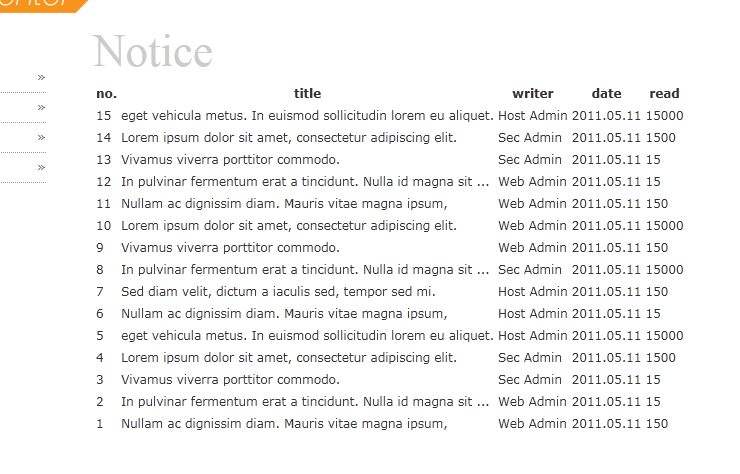 Notice
no. title writer date read
15 eget vehicula metus. In euismod sollicitudin lorem eu aliquet. Host Admin 2011.05.11 15000
14 Lorem ipsum dolor sit amet, consectetur adipiscing elit. Sec Admin 2011.05.11 1500
13 Vivamus viverra porttitor commodo. Sec Admin 2011.05.11 15
12 In pulvinar fermentum erat a tincidunt. Nulla id magna sit ... Web Admin 2011.05.11 15
11 Nullam ac dignissim diam. Mauris vitae magna ipsum, Web Admin 2011.05.11 150
10 Lorem ipsum dolor sit amet, consectetur adipiscing elit. Web Admin 2011.05.11 15000
9 Vivamus viverra porttitor commodo. Web Admin 2011.05.11 150
8 In pulvinar fermentum erat a tincidunt. Nulla id magna sit ... Sec Admin 2011.05.11 15000
7 Sed diam velit, dictum a iaculis sed, tempor sed mi. Host Admin 2011.05.11 150
6 Nullam ac dignissim diam. Mauris vitae magna ipsum, Host Admin 2011.05.11 15
5 eget vehicula metus. In euismod sollicitudin lorem eu aliquet. Host Admin 2011.05.11 15000
4 Lorem ipsum dolor sit amet, consectetur adipiscing elit. Sec Admin 2011.05.11 1500
3 Vivamus viverra porttitor commodo. Sec Admin 2011.05.11 15
2 In pulvinar fermentum erat a tincidunt. Nulla id magna sit ... Web Admin 2011.05.11 15
1 Nullam ac dignissim diam. Mauris vitae magna ipsum, Web Admin 2011.05.11 150